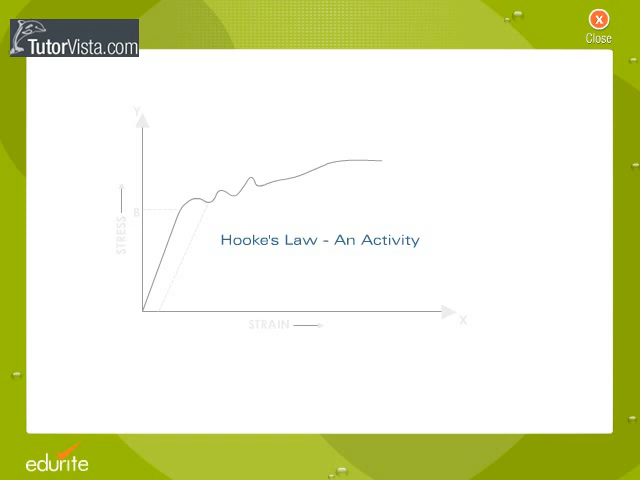 X
Close
TutorVista.com
Y
B
STRESS
Hooke's Law - An Activity
STRAIN
X
edurite